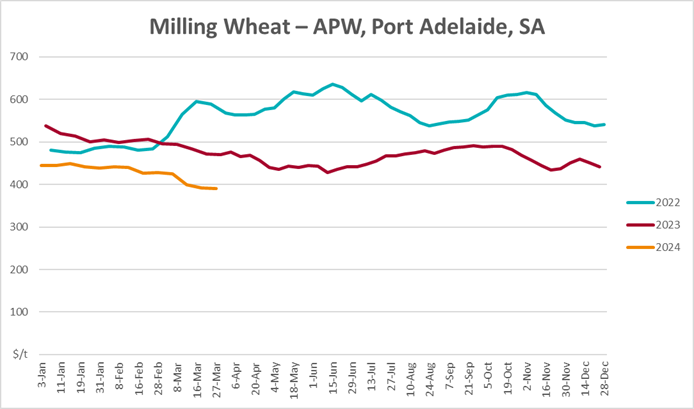 Milling Wheat – APW, Port Adelaide, SA
700
600
500
400
300
200
100
$/t
3-Jan
11-Jan
19-Jan
31-Jan
8-Feb
16-Feb
28-Feb
8-Mar
16-Mar
27-Mar
6-Apr
20-Apr
4-May
18-May
1-Jun
15-Jun
29-Jun
13-Jul
27-Jul
10-Aug
24-Aug
7-Sep
21-Sep
5-Oct
19-Oct
2-Nov
16-Nov
30-Nov
14-Dec
28-Dec
2022
2023
2024